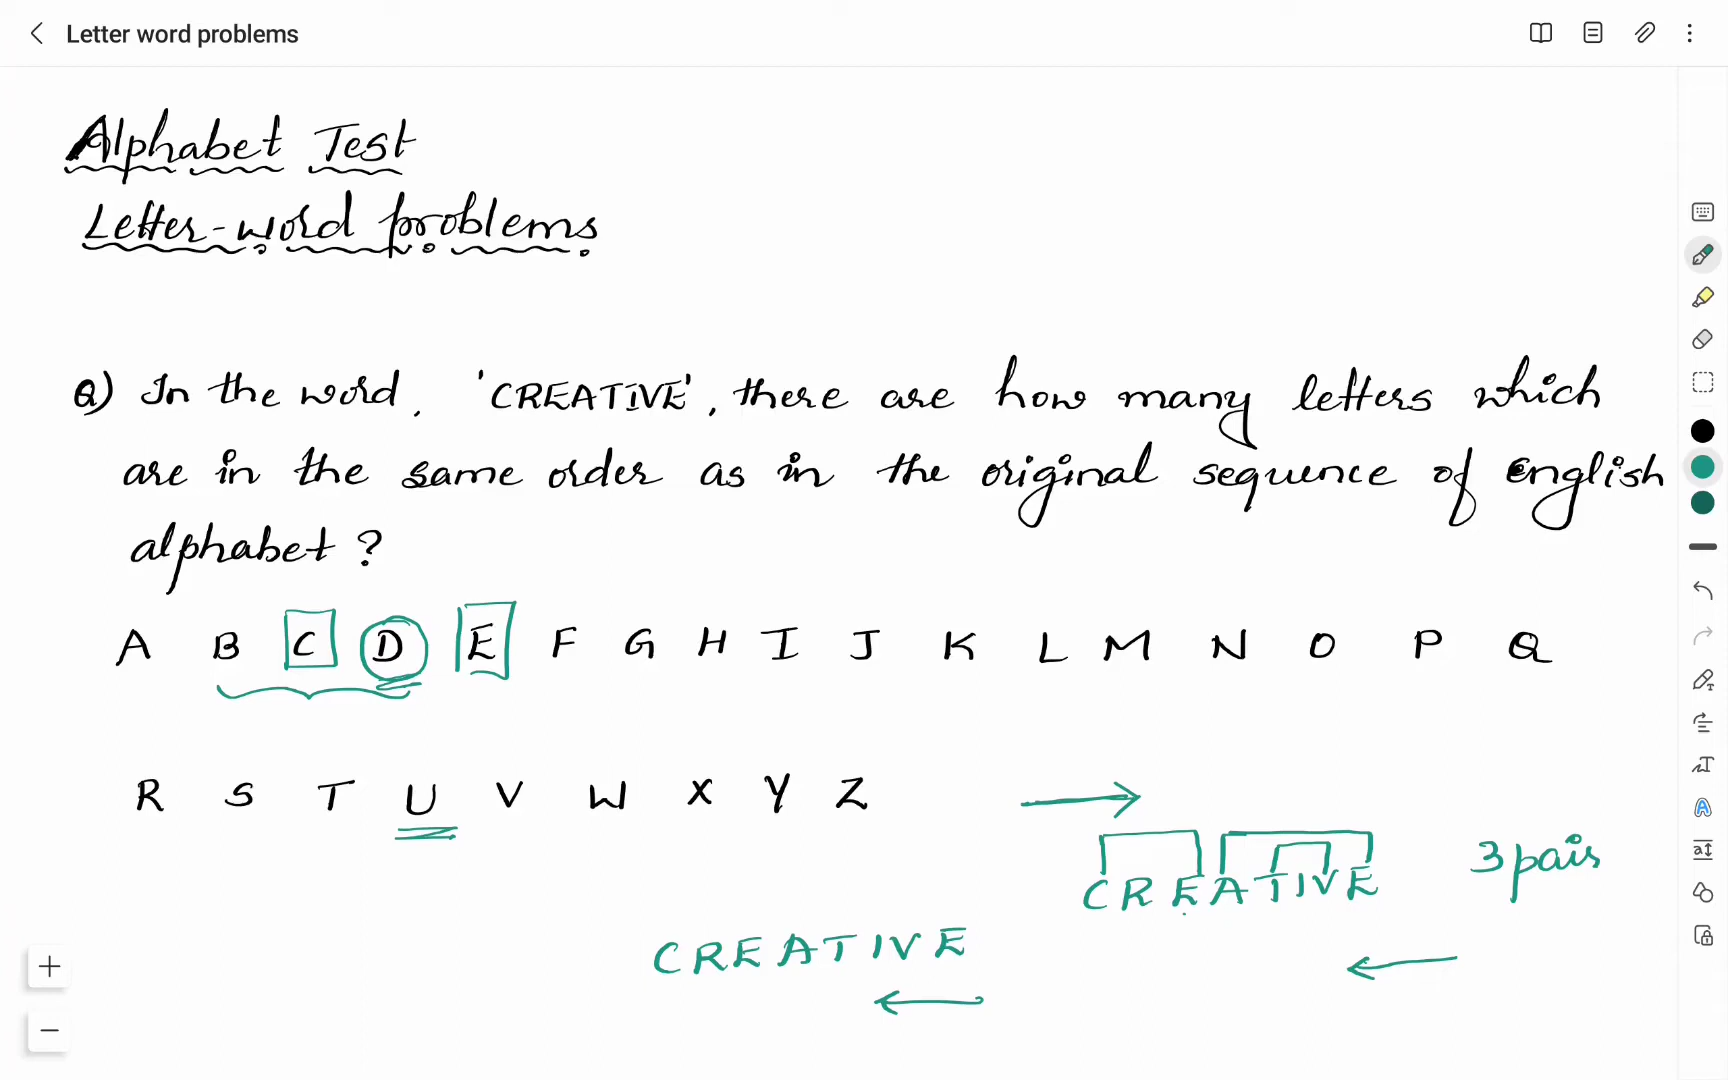 Letter word problems
Alphabet Test
Letter-word problems
Q) In the word, 'CREATIVE', there are how many letters which
are in the same order as in the original sequence of english
alphabet ?
A B C D E F G H I J K L M N O P Q
R S T U V W X Y Z
CREATIVE 3 pais
CREATIVE